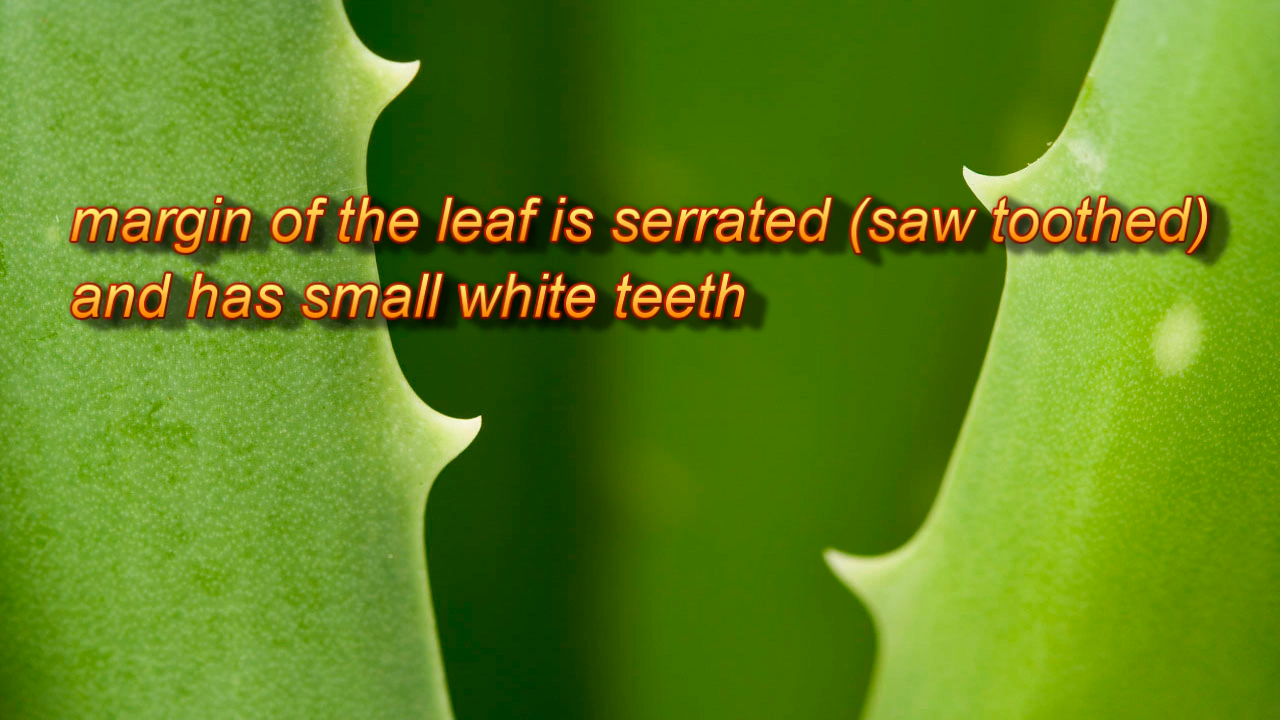 margin of the leaf is serrated (saw toothed)
and has small white teeth